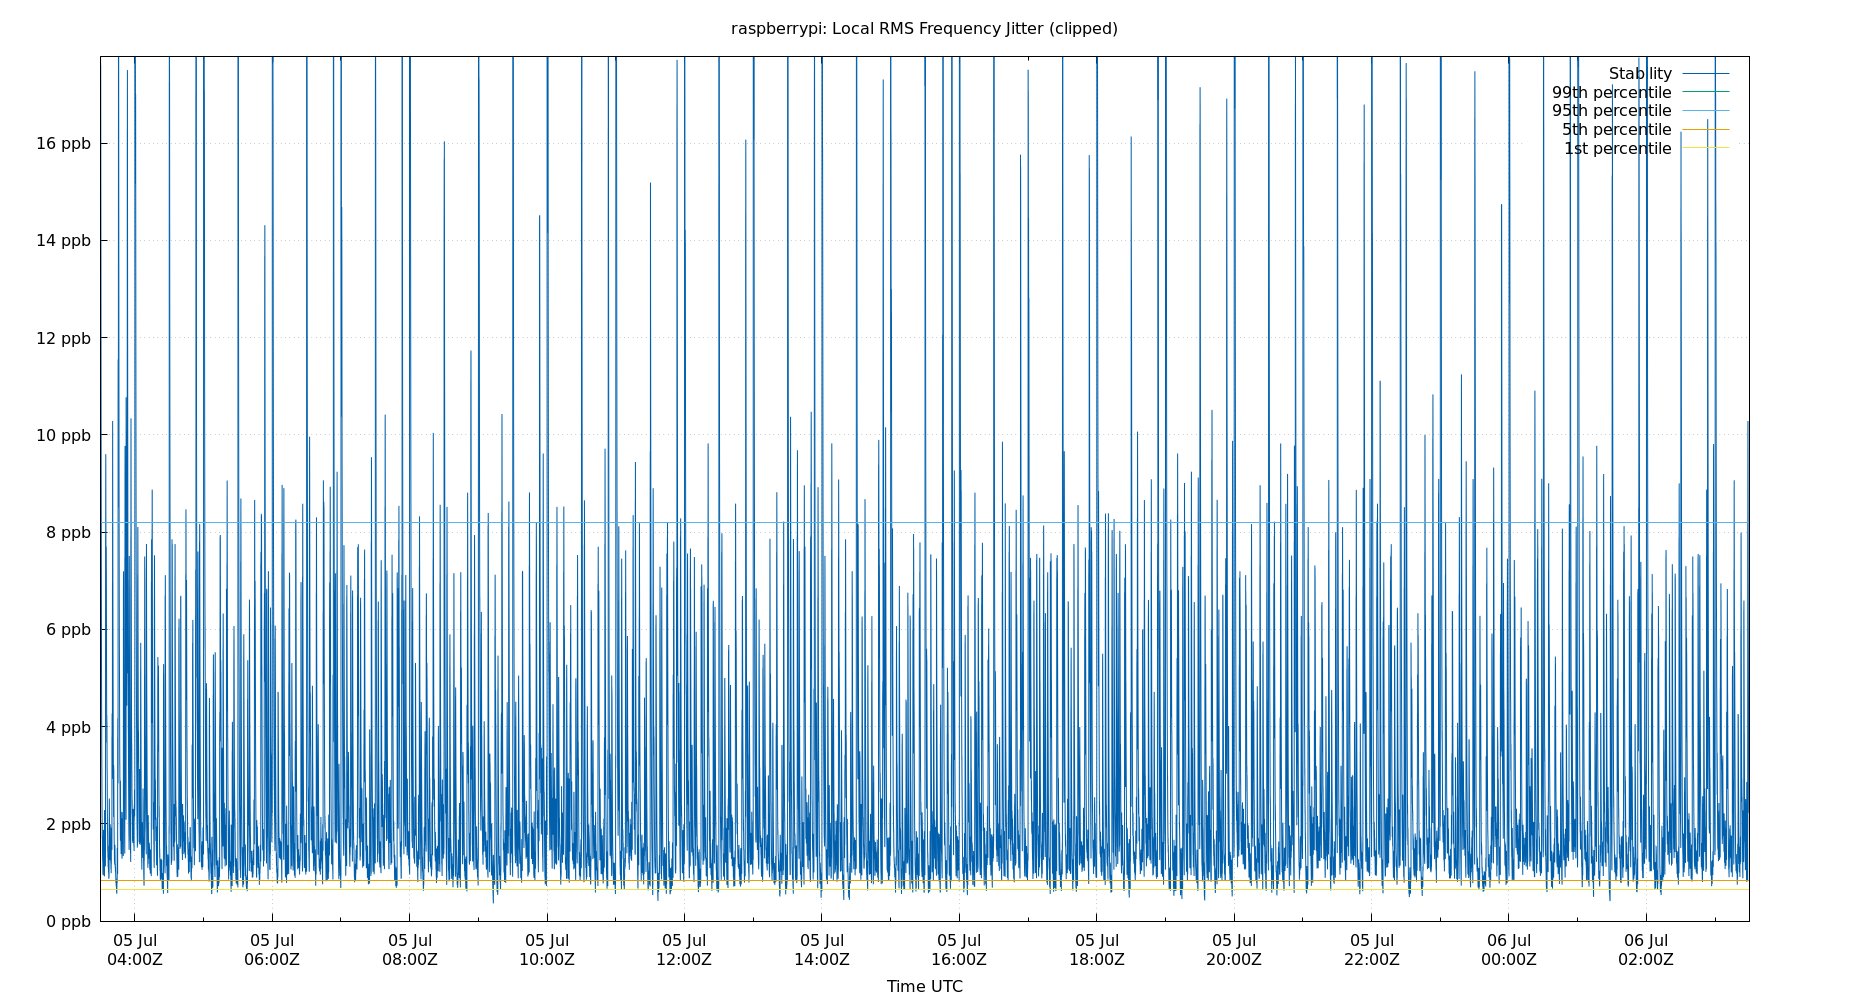 raspberrypi: Local RMS Frequency Jitter (clipped)
Stability
99th percentile
95th percentile
5th percentile
1st percentile
16 ppb
14 ppb
12 ppb
10 ppb
8 ppb
6 ppb
4 ppb
2 ppb
0 ppb
05 Jul 05 Jul 05 Jul 05 Jul 05 Jul 05 Jul 05 Jul 05 Jul 05 Jul 05 Jul 06 Jul 06 Jul
04:00Z 06:00Z 08:00Z 10:00Z 12:00Z 14:00Z 16:00Z 18:00Z 20:00Z 22:00Z 00:00Z 02:00Z
Time UTC